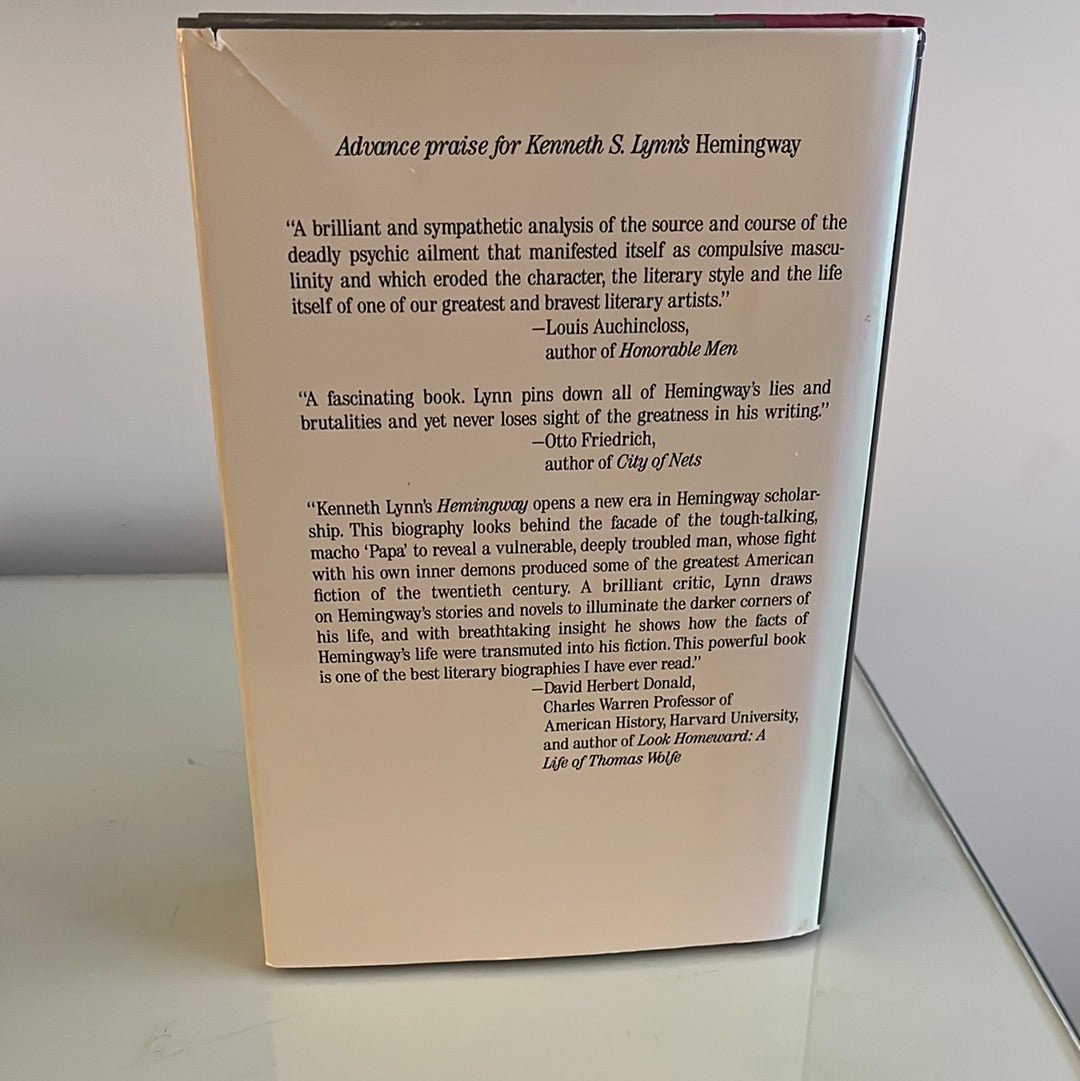 Advance praise for Kenneth S. Lynn's Hemingway
“A brilliant and sympathetic analysis of the source and course of the
deadly psychic ailment that manifested itself as compulsive mascu-
linity and which eroded the character, the literary style and the life
itself of one of our greatest and bravest literary artists.”
—Louis Auchincloss,
author of Honorable Men
“A fascinating book. Lynn pins down all of Hemingway's lies and
brutalities and yet never loses sight of the greatness in his writing.”
—Otto Friedrich,
author of City of Nets
“Kenneth Lynn's Hemingway opens a new era in Hemingway scholar-
ship. This biography looks behind the facade of the tough-talking,
macho ‘Papa’ to reveal a vulnerable, deeply troubled man, whose fight
with his own inner demons produced some of the greatest American
fiction of the twentieth century. A brilliant critic, Lynn draws
on Hemingway's stories and novels to illuminate the darker corners of
his life, and with breathtaking insight he shows how the facts of
Hemingway's life were transmuted into his fiction. This powerful book
is one of the best literary biographies I have ever read.”
—David Herbert Donald,
Charles Warren Professor of
American History, Harvard University,
and author of Look Homeward: A
Life of Thomas Wolfe